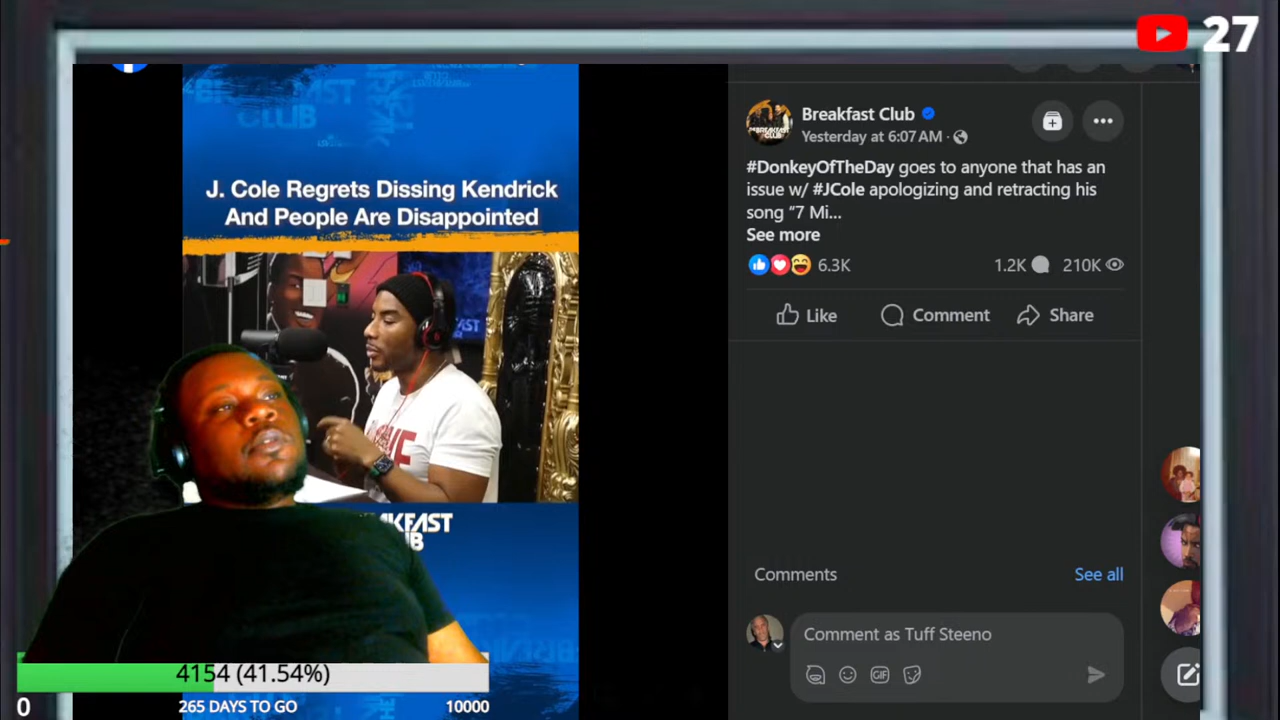 27
BREAKFAST
CLUB
J. Cole Regrets Dissing Kendrick
And People Are Disappointed
Breakfast Club
Yesterday at 6:07 AM ·
#DonkeyOfTheDay goes to anyone that has an
issue w/ #JCole apologizing and retracting his
song “7 Mi...
See more
6.3K
1.2K
210K
Like
Comment
Share
Comments
See all
Comment as Tuff Steeno
GIF
4154 (41.54%)
0
265 DAYS TO GO
10000